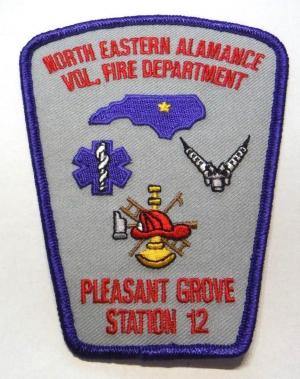 NORTH EASTERN ALAMANCE
VOL. FIRE DEPARTMENT
PLEASANT GROVE
STATION 12